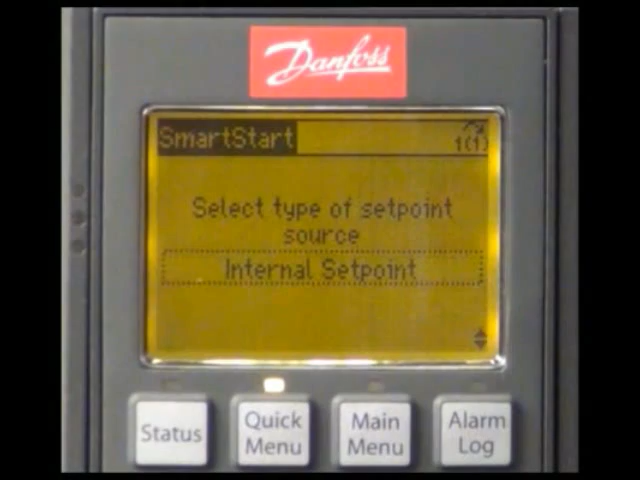 Danfoss
SmartStart
1(1)
Select type of setpoint
source
Internal Setpoint
Status
Quick
Menu
Main
Menu
Alarm
Log